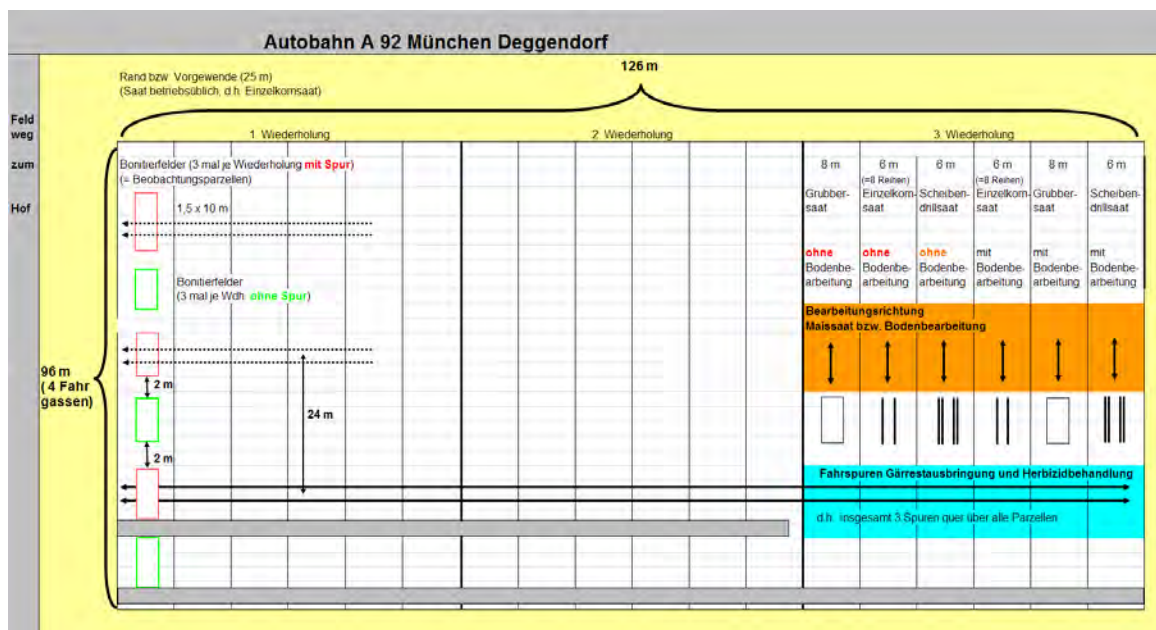 Autobahn A 92 München Deggendorf
126 m
Rand bzw. Vorgewende (25 m)
(Saat betriebsüblich, d.h. Einzelkornsaat)
Feld
weg
zum
Hof
1 Wiederholung
2 Wiederholung
3 Wiederholung
Bonitierfelder (3 mal je Wiederholung mit Spur)
(= Beobachtungsparzellen)
1,5 x 10 m
Bonitierfelder
(3 mal je Wdh. ohne Spur)
96 m
( 4 Fahr
gassen)
2 m
24 m
2 m
8 m
Grubber-
saat
ohne
Bodenbe-
arbeitung
6 m
(=8 Reihen)
Einzelkorn-
saat
ohne
Bodenbe-
arbeitung
6 m
Scheiben-
drillsaat
ohne
Bodenbe-
arbeitung
6 m
(=8 Reihen)
Einzelkorn-
saat
mit
Bodenbe-
arbeitung
8 m
Grubber-
saat
mit
Bodenbe-
arbeitung
6 m
Scheiben-
drillsaat
mit
Bodenbe-
arbeitung
Bearbeitungsrichtung
Maissaat bzw. Bodenbearbeitung
Fahrspuren Gärrestausbringung und Herbizidbehandlung
d.h. insgesamt 3 Spuren quer über alle Parzellen